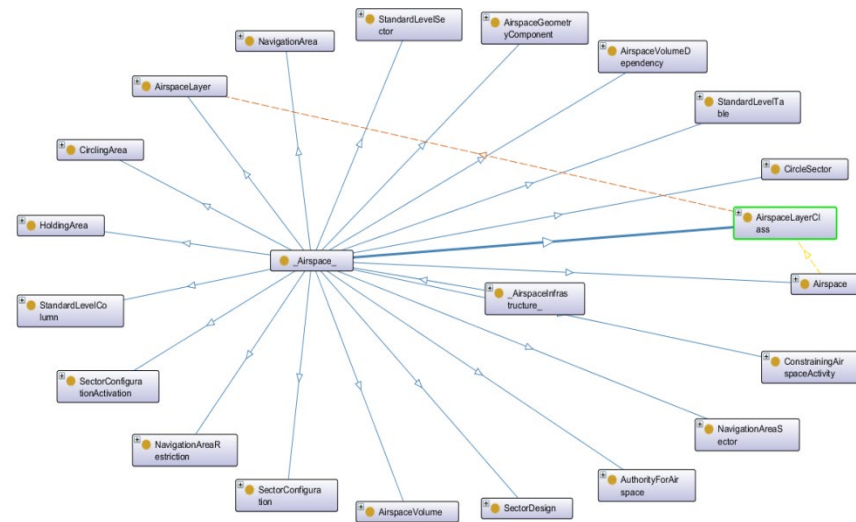 StandardLevelSe
ctor
AirspaceGeometr
yComponent
NavigationArea
AirspaceVolumeD
ependency
AirspaceLayer
StandardLevelTa
ble
CirclingArea
CircleSector
AirspaceLayerCl
ass
HoldingArea
_Airspace_
Airspace
_AirspaceInfras
tructure_
StandardLevelCo
lumn
ConstrainingAir
spaceActivity
SectorConfigura
tionActivation
NavigationAreaS
ector
NavigationAreaR
estriction
AuthorityForAir
space
SectorConfigura
tion
AirspaceVolume
SectorDesign